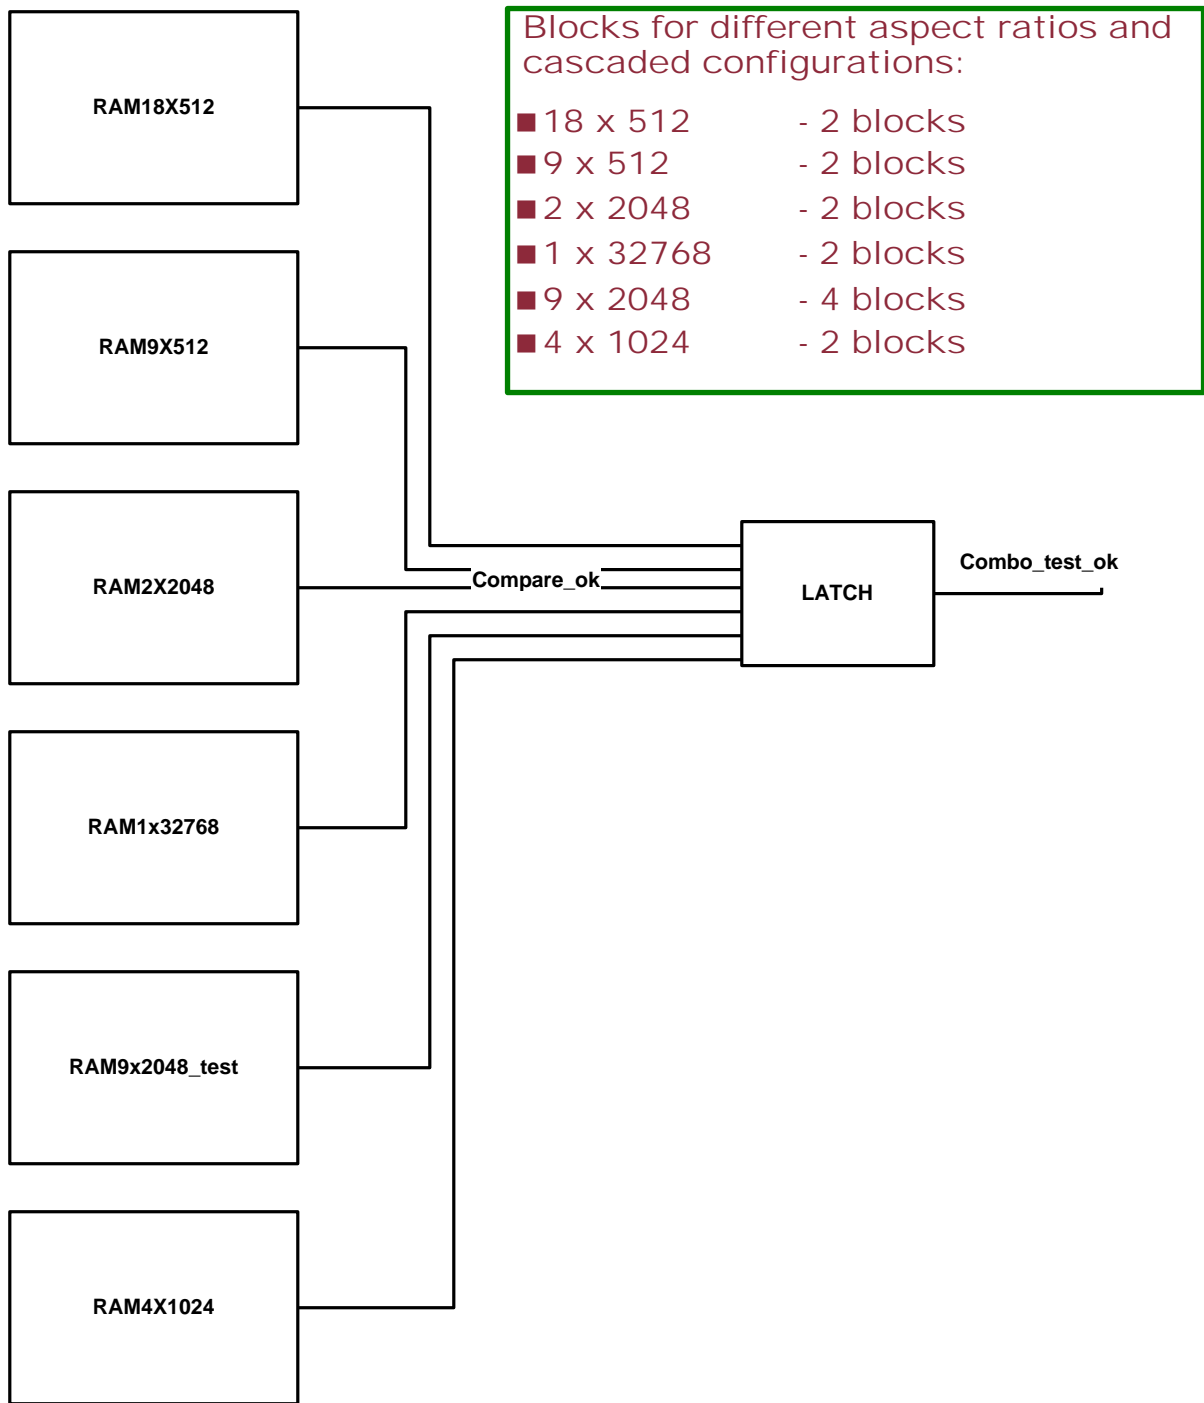 Blocks for different aspect ratios and
cascaded configurations:
■ 18 x 512 - 2 blocks
■ 9 x 512 - 2 blocks
■ 2 x 2048 - 2 blocks
■ 1 x 32768 - 2 blocks
■ 9 x 2048 - 4 blocks
■ 4 x 1024 - 2 blocks
RAM18X512
RAM9X512
RAM2X2048
Compare_ok
LATCH
Combo_test_ok
RAM1x32768
RAM9x2048_test
RAM4X1024